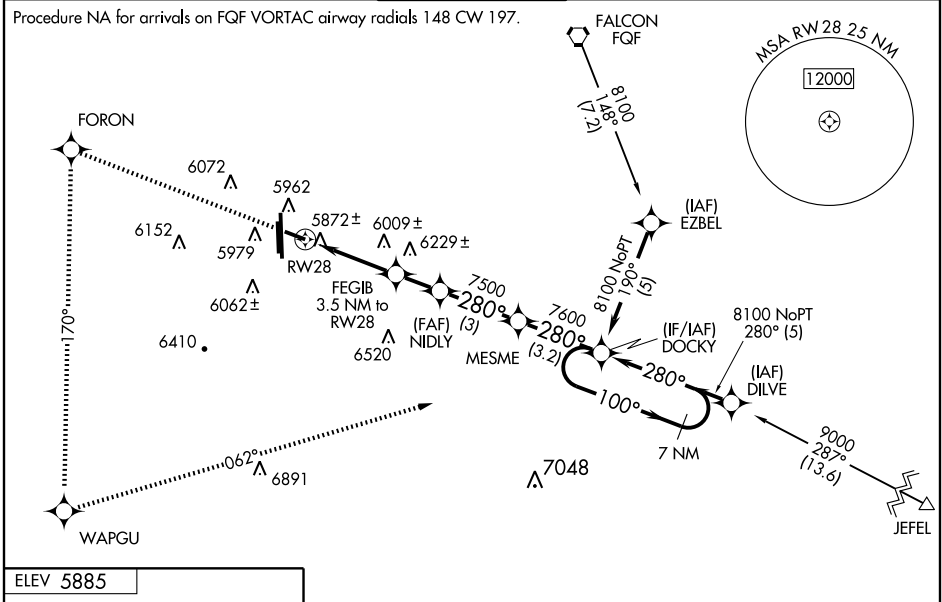 Procedure NA for arrivals on FQF VORTAC airway radials 148 CW 197.
FALCON
FQF
MSA RW 28 25 NM
12000
8100
148°
(7.2)
FORON
6072
5962
5872±
6009±
6229±
6152
5979
RW28
6062±
6410
FEGIB
3.5 NM to
RW28
(FAF)
NIDLY
6520
7500
280°
(3)
MESME
7600
280°
(3.2)
(IAF)
EZBEL
8100 NoPT
190°
(5)
(IF/IAF)
DOCKY
8100 NoPT
280° (5)
280°
100°
7 NM
(IAF)
DILVE
9000
287°
(13.6)
JEFEL
170°
062°
6891
7048
WAPGU
ELEV 5885